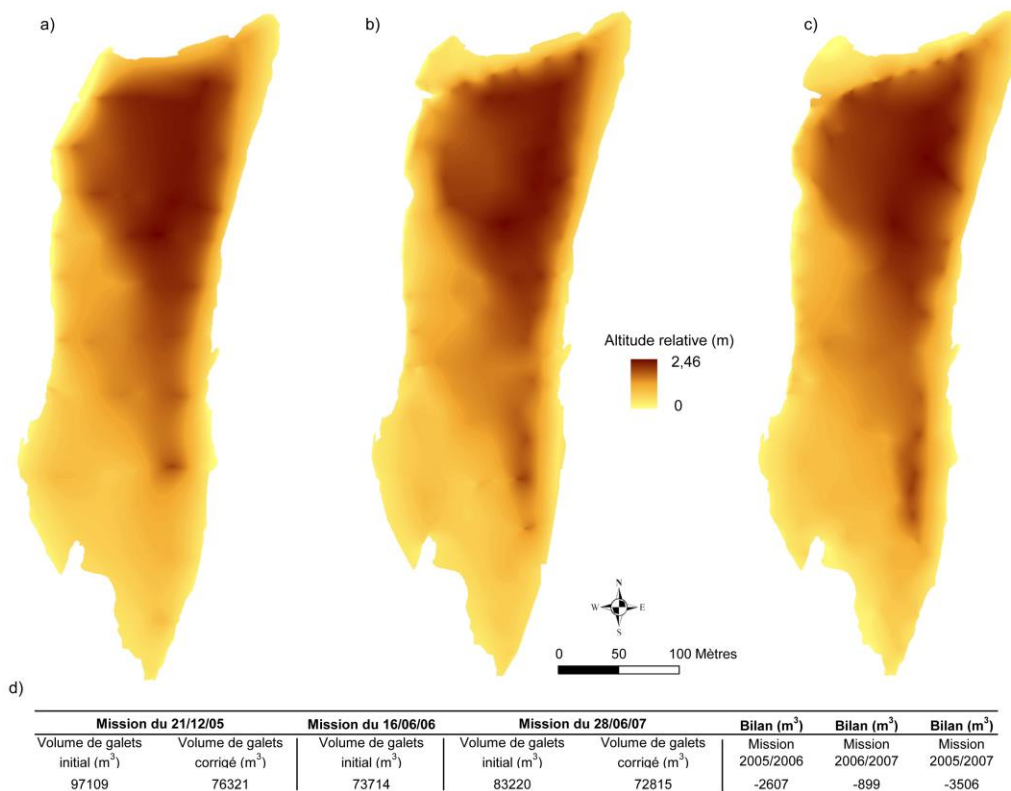 a)
b)
c)
Altitude relative (m)
2,46
0
N
W E
S
0 50 100 Mètres
d)
Mission du 21/12/05 Mission du 16/06/06 Mission du 28/06/07 Bilan (m³) Bilan (m³) Bilan (m³)
Volume de galets Volume de galets Volume de galets Volume de galets Volume de galets Mission Mission Mission
initial (m³) corrigé (m³) initial (m³) initial (m³) corrigé (m³) 2005/2006 2006/2007 2005/2007
97109 76321 73714 83220 72815 -2607 -899 -3506